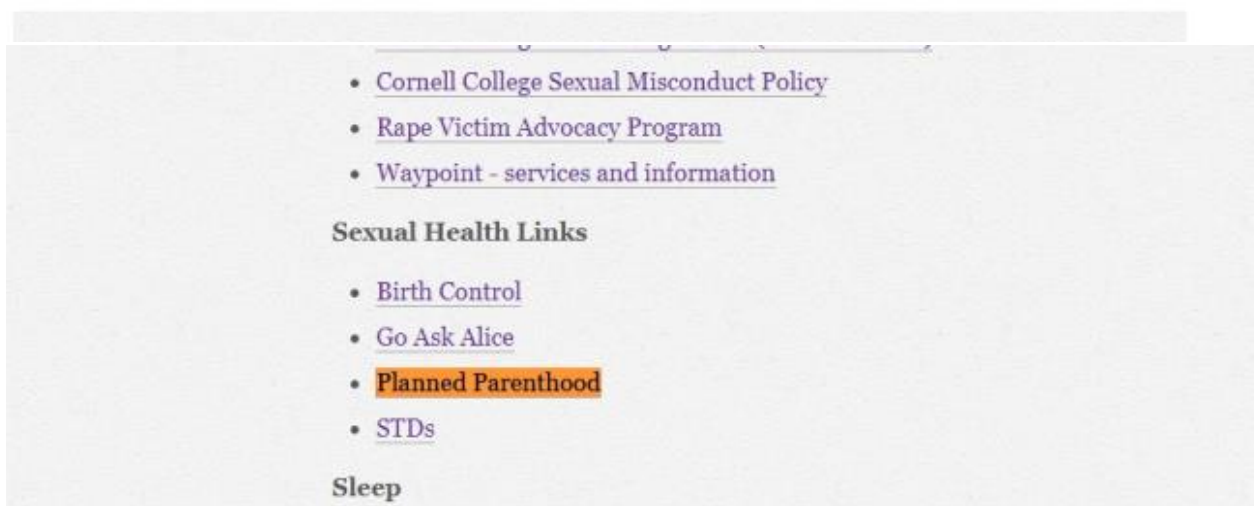 Cornell College Sexual Misconduct Policy
Rape Victim Advocacy Program
Waypoint - services and information
Sexual Health Links
Birth Control
Go Ask Alice
Planned Parenthood
STDs
Sleep